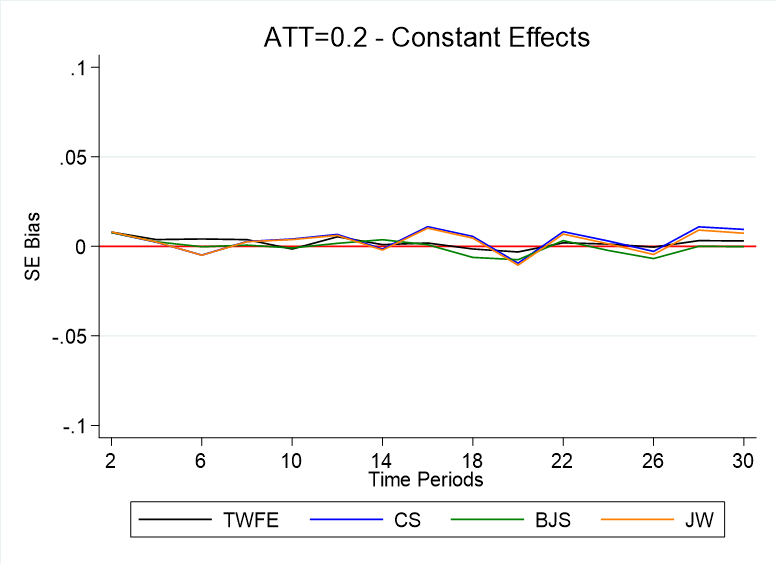 ATT=0.2 - Constant Effects
.1
.05
0
-.05
-.1
SE Bias
2 6 10 14 18 22 26 30
Time Periods
TWFE CS BJS JW